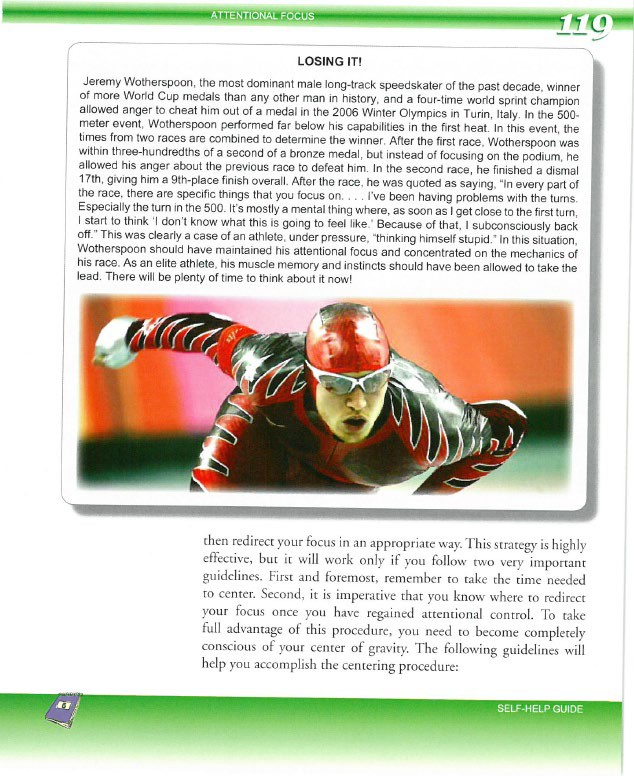 ATTENTIONAL FOCUS
119
LOSING IT!
Jeremy Wotherspoon, the most dominant male long-track speedskater of the past decade, winner
of more World Cup medals than any other man in history, and a four-time world sprint champion
allowed anger to cheat him out of a medal in the 2006 Winter Olympics in Turin, Italy. In the 500-
meter event, Wotherspoon performed far below his capabilities in the first heat. In this event, the
times from two races are combined to determine the winner. After the first race, Wotherspoon was
within three-hundredths of a second of a bronze medal, but instead of focusing on the podium, he
allowed his anger about the previous race to defeat him. In the second race, he finished a dismal
17th, giving him a 9th-place finish overall. After the race, he was quoted as saying, "In every part of
the race, there are specific things that you focus on. . . . I've been having problems with the turns.
Especially the turn in the 500. It's mostly a mental thing where, as soon as I get close to the first turn,
I start to think 'I don't know what this is going to feel like.' Because of that, I subconsciously back
off." This was clearly a case of an athlete, under pressure, "thinking himself stupid." In this situation,
Wotherspoon should have maintained his attentional focus and concentrated on the mechanics of
his race. As an elite athlete, his muscle memory and instincts should have been allowed to take the
lead. There will be plenty of time to think about it now!
then redirect your focus in an appropriate way. This strategy is highly
effective, but it will work only if you follow two very important
guidelines. First and foremost, remember to take the time needed
to center. Second, it is imperative that you know where to redirect
your focus once you have regained attentional control. To take
full advantage of this procedure, you need to become completely
conscious of your center of gravity. The following guidelines will
help you accomplish the centering procedure:
SELF-HELP GUIDE